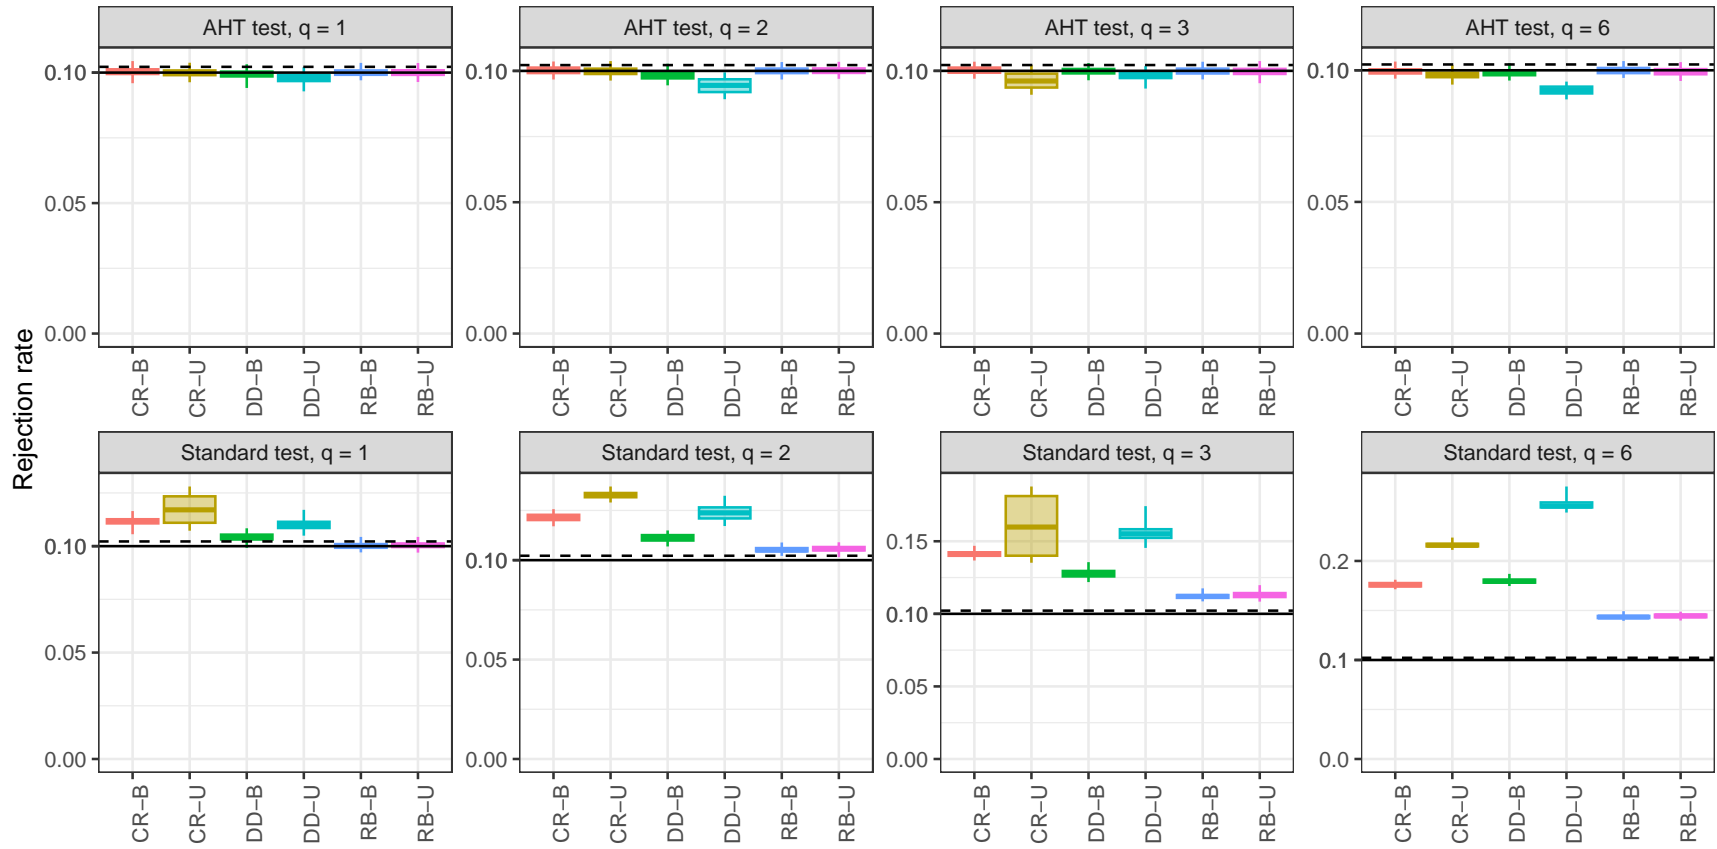 Rejection rate
AHT test, q = 1
AHT test, q = 2
AHT test, q = 3
AHT test, q = 6
0.10
0.05
0.00
0.10
0.05
0.00
0.10
0.05
0.00
0.10
0.05
0.00
CR−B
CR−U
DD−B
DD−U
RB−B
RB−U
CR−B
CR−U
DD−B
DD−U
RB−B
RB−U
CR−B
CR−U
DD−B
DD−U
RB−B
RB−U
CR−B
CR−U
DD−B
DD−U
RB−B
RB−U
Standard test, q = 1
Standard test, q = 2
Standard test, q = 3
Standard test, q = 6
0.10
0.05
0.00
0.10
0.05
0.00
0.15
0.10
0.05
0.00
0.2
0.1
0.0
CR−B
CR−U
DD−B
DD−U
RB−B
RB−U
CR−B
CR−U
DD−B
DD−U
RB−B
RB−U
CR−B
CR−U
DD−B
DD−U
RB−B
RB−U
CR−B
CR−U
DD−B
DD−U
RB−B
RB−U